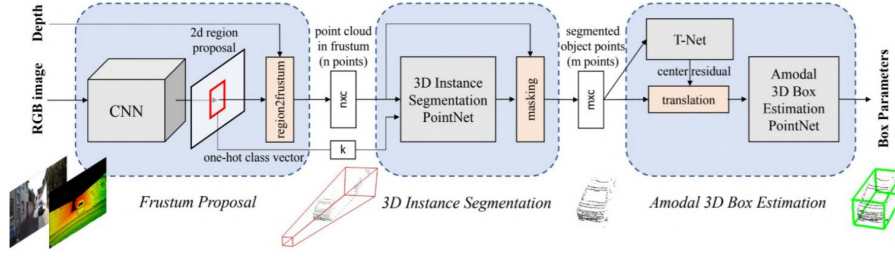 Depth
RGB image
CNN
2d region
proposal
region2frustum
point cloud
in frustum
(n points)
nxc
one-hot class vector
k
3D Instance
Segmentation
PointNet
masking
segmented
object points
(m points)
mxc
T-Net
center residual
translation
Amodal
3D Box
Estimation
PointNet
Box Parameters
Frustum Proposal
3D Instance Segmentation
Amodal 3D Box Estimation